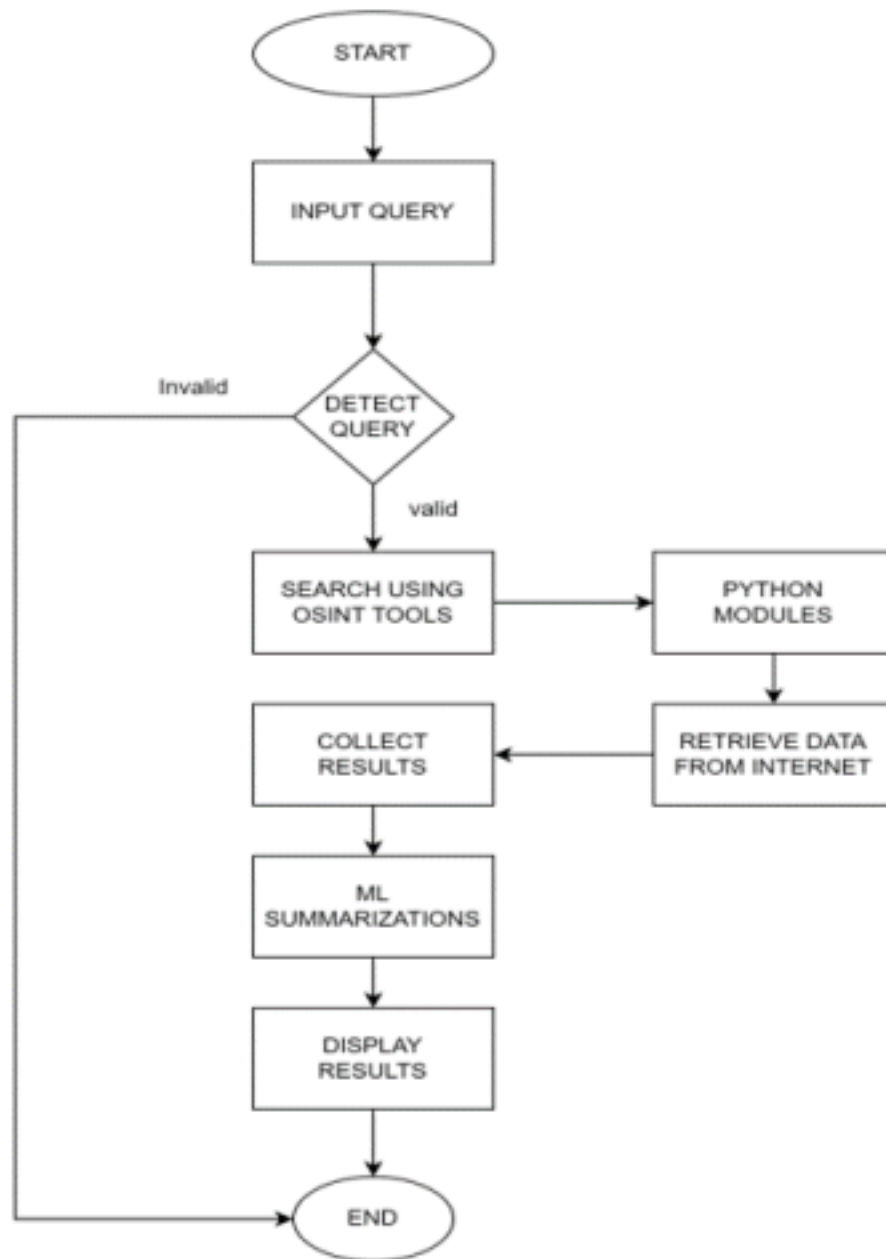 START
INPUT QUERY
Invalid
DETECT
QUERY
valid
SEARCH USING
OSINT TOOLS
PYTHON
MODULES
COLLECT
RESULTS
RETRIEVE DATA
FROM INTERNET
ML
SUMMARIZATIONS
DISPLAY
RESULTS
END